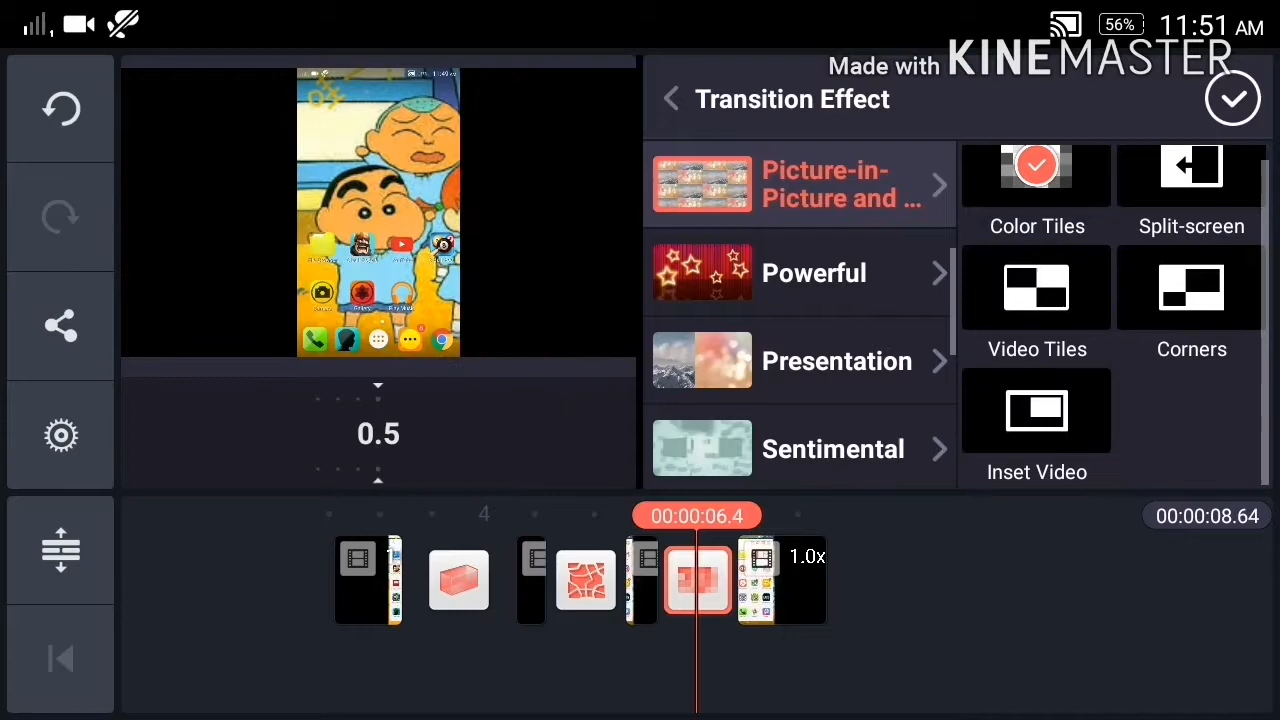 56% 11:51 AM
Made with KINEMASTER
Transition Effect
Picture-in-
Picture and ...
Powerful
Presentation
Sentimental
Color Tiles
Split-screen
Video Tiles
Corners
Inset Video
0.5
4
00:00:06.4
00:00:08.64
1.0x